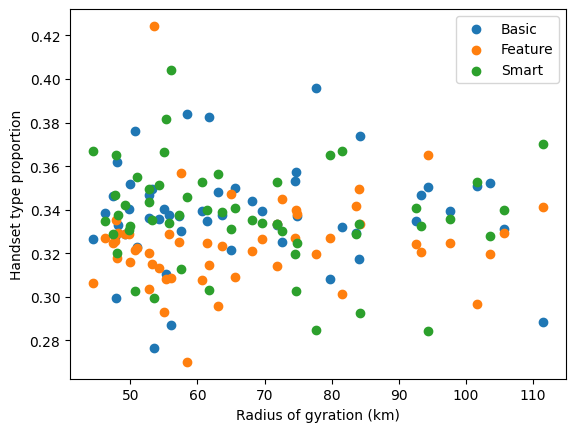 Basic
Feature
Smart
Handset type proportion
0.42
0.40
0.38
0.36
0.34
0.32
0.30
0.28
50 60 70 80 90 100 110
Radius of gyration (km)